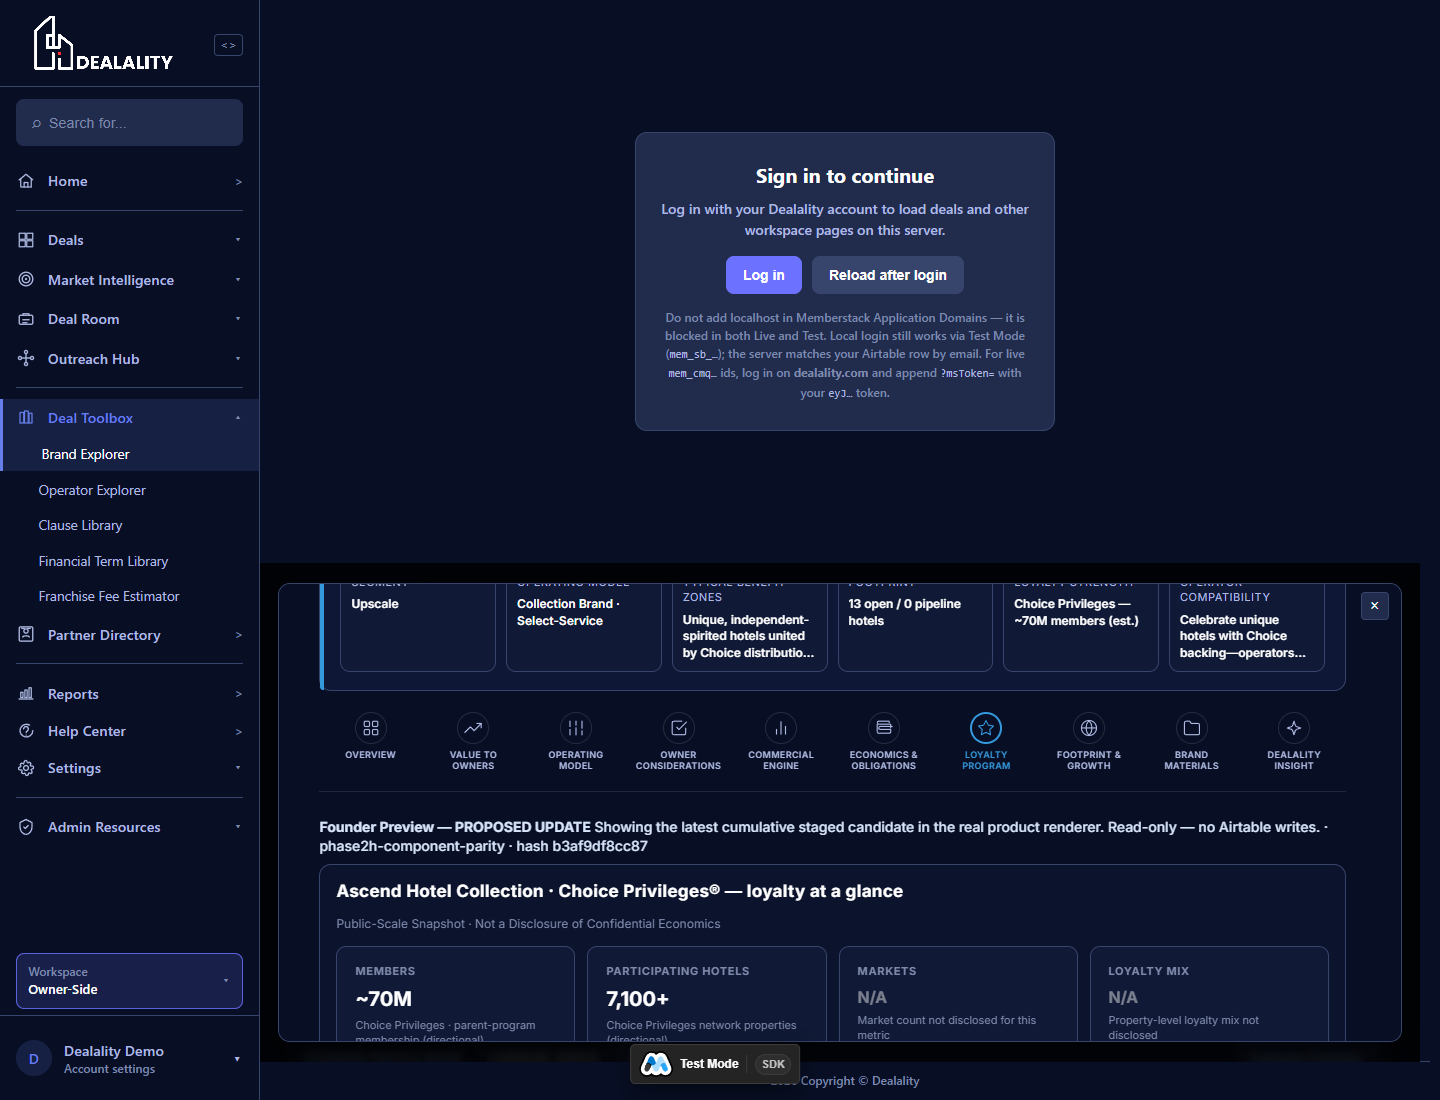 DEALALITY
<>
Search for...
Home
Deals
Market Intelligence
Deal Room
Outreach Hub
Deal Toolbox
Brand Explorer
Operator Explorer
Clause Library
Financial Term Library
Franchise Fee Estimator
Partner Directory
Reports
Help Center
Settings
Admin Resources
Workspace
Owner-Side
D
Dealality Demo
Account settings
Sign in to continue
Log in with your Dealality account to load deals and other
workspace pages on this server.
Log in
Reload after login
Do not add localhost in Memberstack Application Domains — it is
blocked in both Live and Test. Local login still works via Test Mode
(mem_sb_…); the server matches your Airtable row by email. For live
mem_cmq… ids, log in on dealality.com and append ?msToken= with
your eyJ… token.
×
SEGMENT
Upscale
OPERATING MODEL
Collection Brand ·
Select-Service
TYPICAL BENEFIT
ZONES
Unique, independent-
spirited hotels united
by Choice distributio...
FOOTPRINT
13 open / 0 pipeline
hotels
LOYALTY STRENGTH
Choice Privileges —
~70M members (est.)
OPERATOR
COMPATIBILITY
Celebrate unique
hotels with Choice
backing—operators...
OVERVIEW
VALUE TO
OWNERS
OPERATING
MODEL
OWNER
CONSIDERATIONS
COMMERCIAL
ENGINE
ECONOMICS &
OBLIGATIONS
LOYALTY
PROGRAM
FOOTPRINT &
GROWTH
BRAND
MATERIALS
DEALALITY
INSIGHT
Founder Preview — PROPOSED UPDATE Showing the latest cumulative staged candidate in the real product renderer. Read-only — no Airtable writes. ·
phase2h-component-parity · hash b3af9df8cc87
Ascend Hotel Collection · Choice Privileges® — loyalty at a glance
Public-Scale Snapshot · Not a Disclosure of Confidential Economics
MEMBERS
~70M
Choice Privileges · parent-program
membership (directional)
PARTICIPATING HOTELS
7,100+
Choice Privileges network properties
(directional)
MARKETS
N/A
Market count not disclosed for this
metric
LOYALTY MIX
N/A
Property-level loyalty mix not
disclosed
Test Mode
SDK
Copyright © Dealality